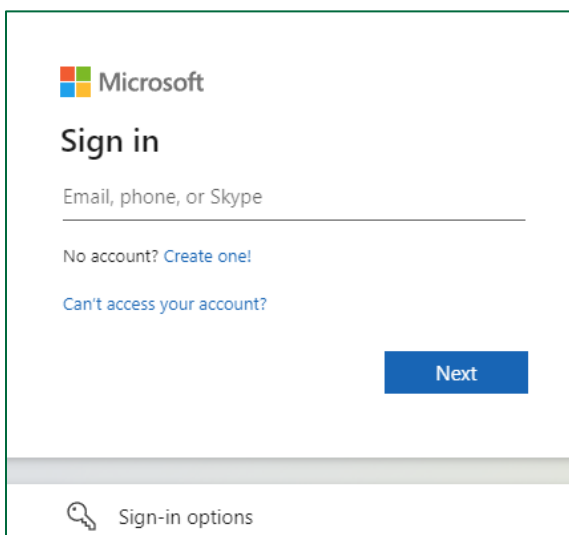 Microsoft
Sign in
Email, phone, or Skype
No account? Create one!
Can't access your account?
Next
Sign-in options